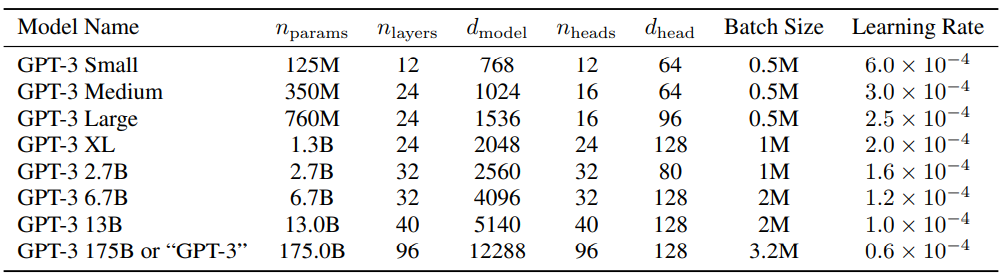 Model Name n_params n_layers d_model n_heads d_head Batch Size Learning Rate
GPT-3 Small 125M 12 768 12 64 0.5M 6.0 × 10⁻⁴
GPT-3 Medium 350M 24 1024 16 64 0.5M 3.0 × 10⁻⁴
GPT-3 Large 760M 24 1536 16 96 0.5M 2.5 × 10⁻⁴
GPT-3 XL 1.3B 24 2048 24 128 1M 2.0 × 10⁻⁴
GPT-3 2.7B 2.7B 32 2560 32 80 1M 1.6 × 10⁻⁴
GPT-3 6.7B 6.7B 32 4096 32 128 2M 1.2 × 10⁻⁴
GPT-3 13B 13.0B 40 5140 40 128 2M 1.0 × 10⁻⁴
GPT-3 175B or “GPT-3” 175.0B 96 12288 96 128 3.2M 0.6 × 10⁻⁴